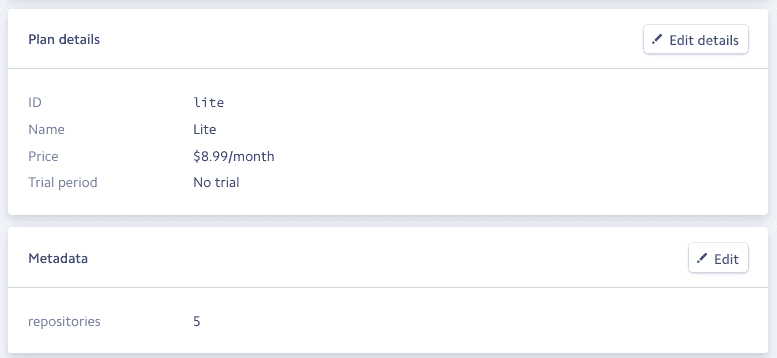 Plan details
Edit details
ID lite
Name Lite
Price $8.99/month
Trial period No trial
Metadata
Edit
repositories 5